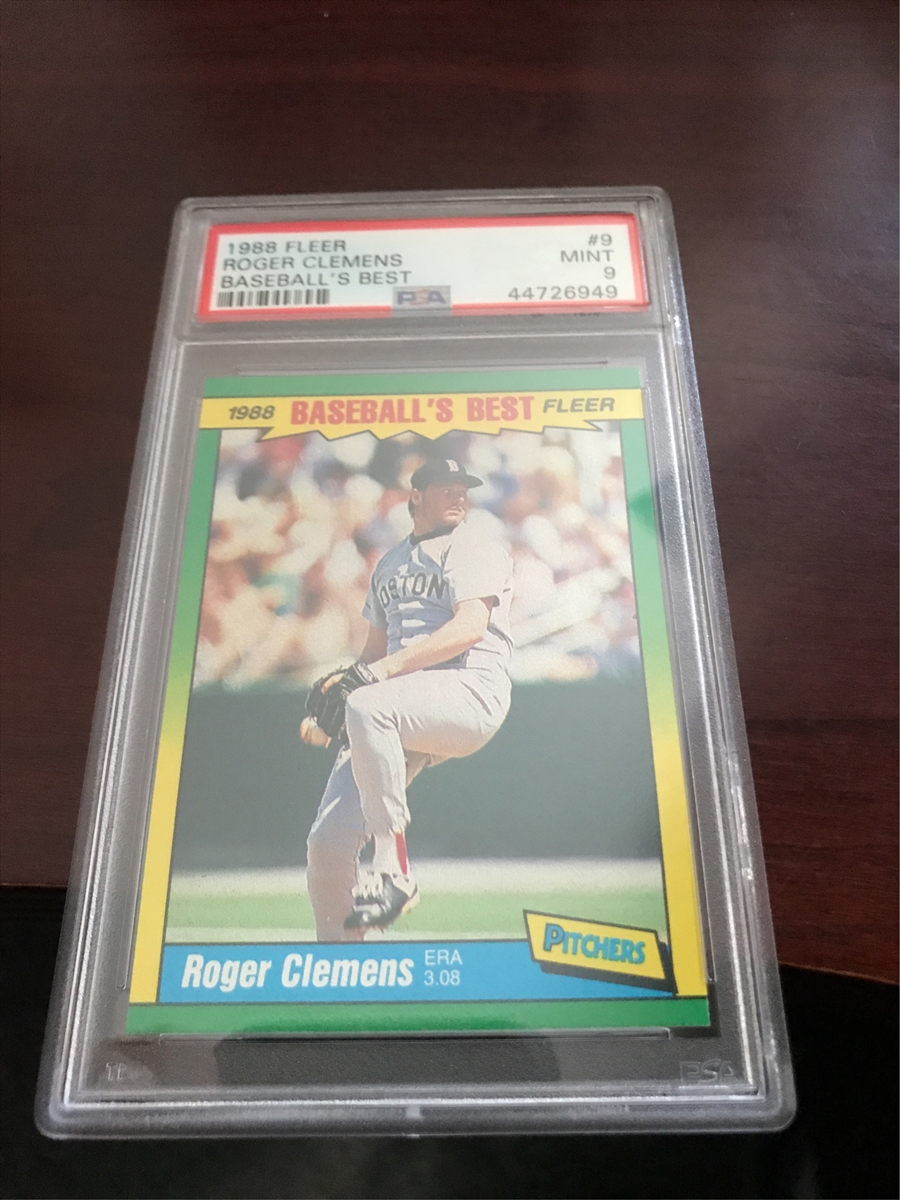 1988 FLEER #9
ROGER CLEMENS MINT
BASEBALL'S BEST 9
PSA 44726949
1988 BASEBALL'S BEST FLEER
B
OSTON
Roger Clemens ERA 3.08
PITCHERS
PSA